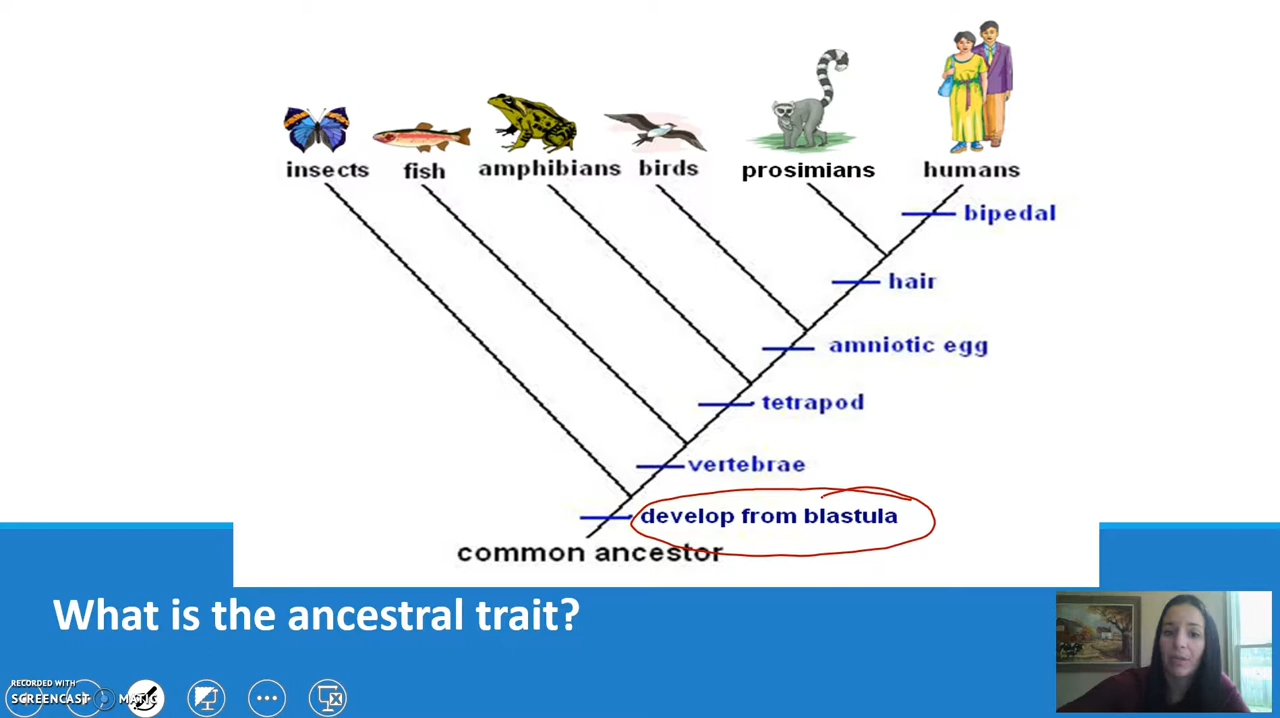 insects fish amphibians birds prosimians humans
bipedal
hair
amniotic egg
tetrapod
vertebrae
develop from blastula
common ancestor
What is the ancestral trait?
RECORDED WITH
SCREENCAST MATIC